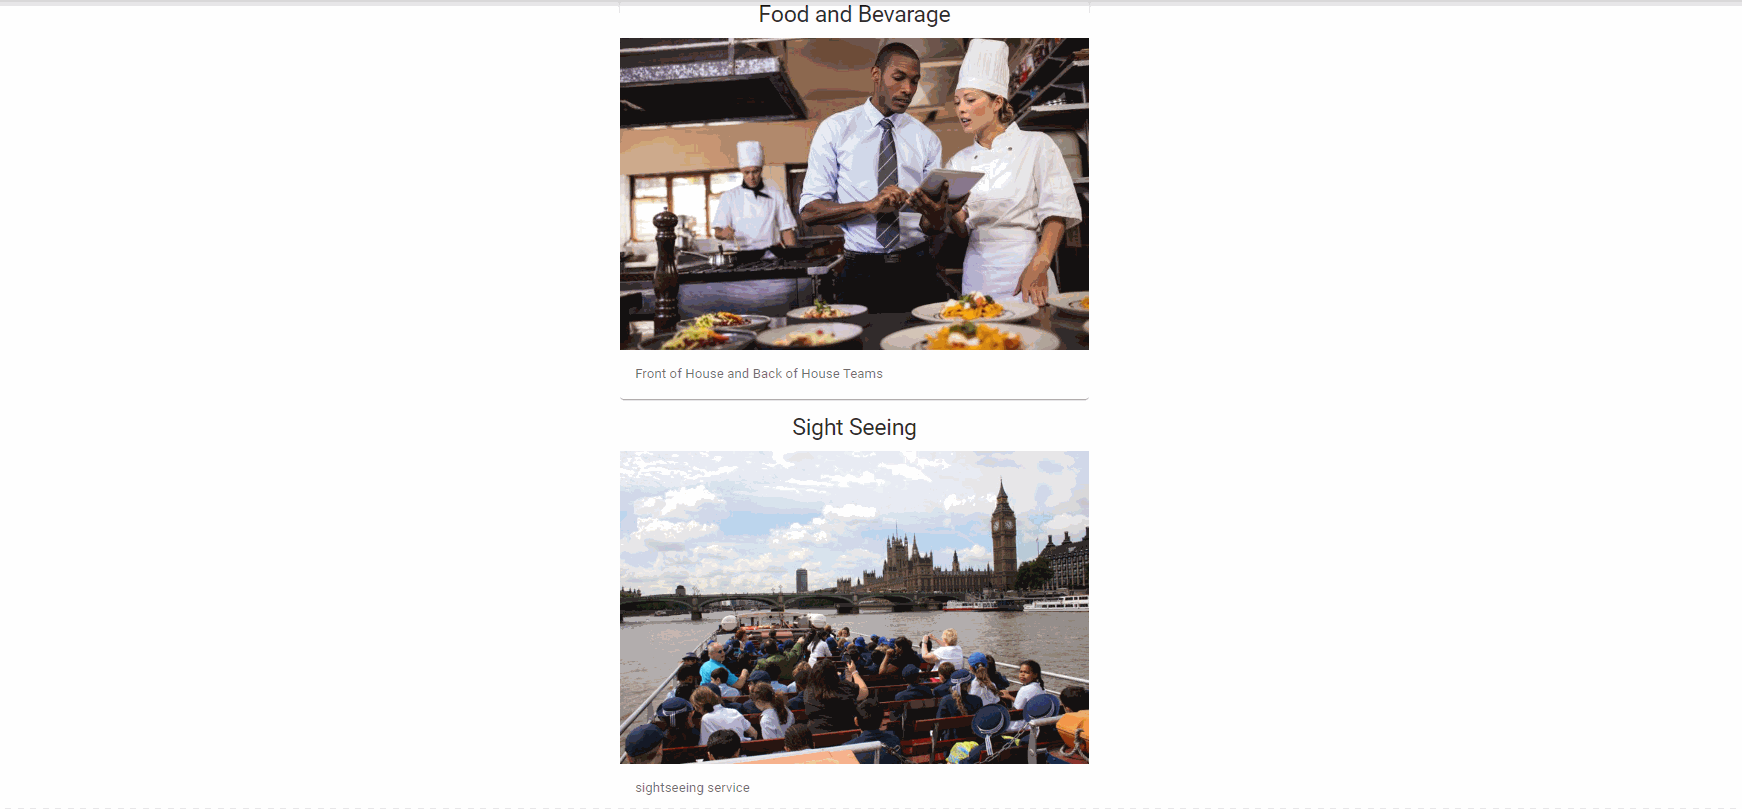 Food and Bevarage
Front of House and Back of House Teams
Sight Seeing
sightseeing service